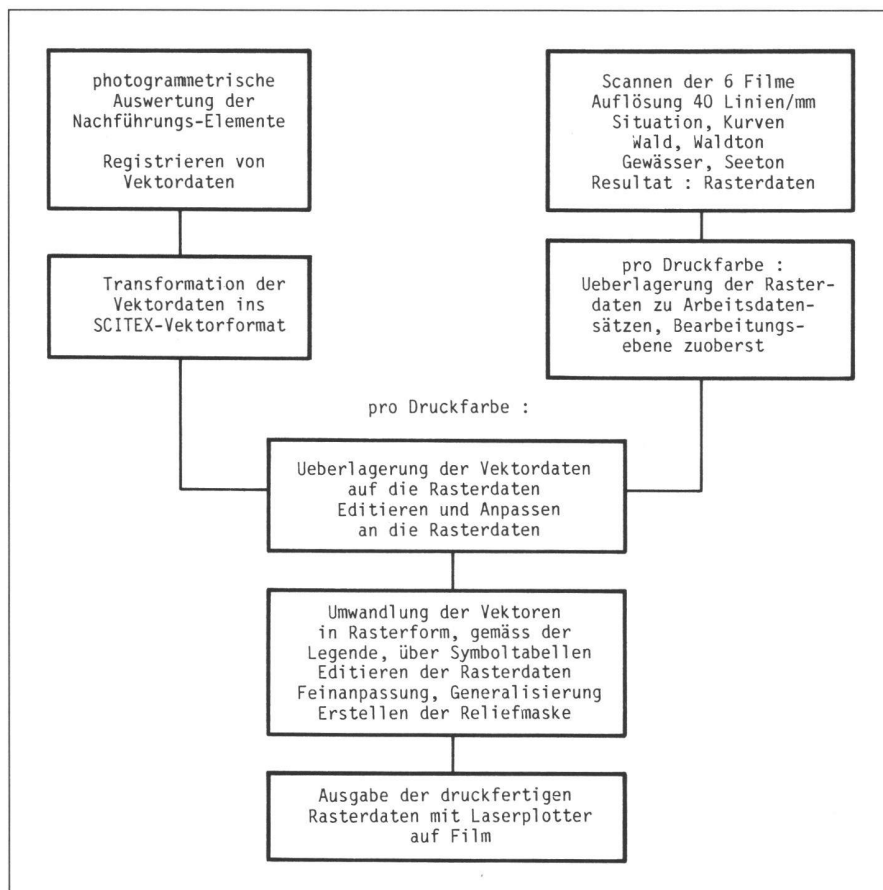 photogrammetrische
Auswertung der
Nachführungs-Elemente
Registrieren von
Vektordaten
Transformation der
Vektordaten ins
SCITEX-Vektorformat
Scannen der 6 Filme
Auflösung 40 Linien/mm
Situation, Kurven
Wald, Waldton
Gewässer, Seeton
Resultat : Rasterdaten
pro Druckfarbe :
Ueberlagerung der Raster-
daten zu Arbeitsdaten-
sätzen, Bearbeitungs-
ebene zuoberst
pro Druckfarbe :
Ueberlagerung der Vektordaten
auf die Rasterdaten
Editieren und Anpassen
an die Rasterdaten
Umwandlung der Vektoren
in Rasterform, gemäss der
Legende, über Symboltabellen
Editieren der Rasterdaten
Feinanpassung, Generalisierung
Erstellen der Reliefmaske
Ausgabe der druckfertigen
Rasterdaten mit Laserplotter
auf Film